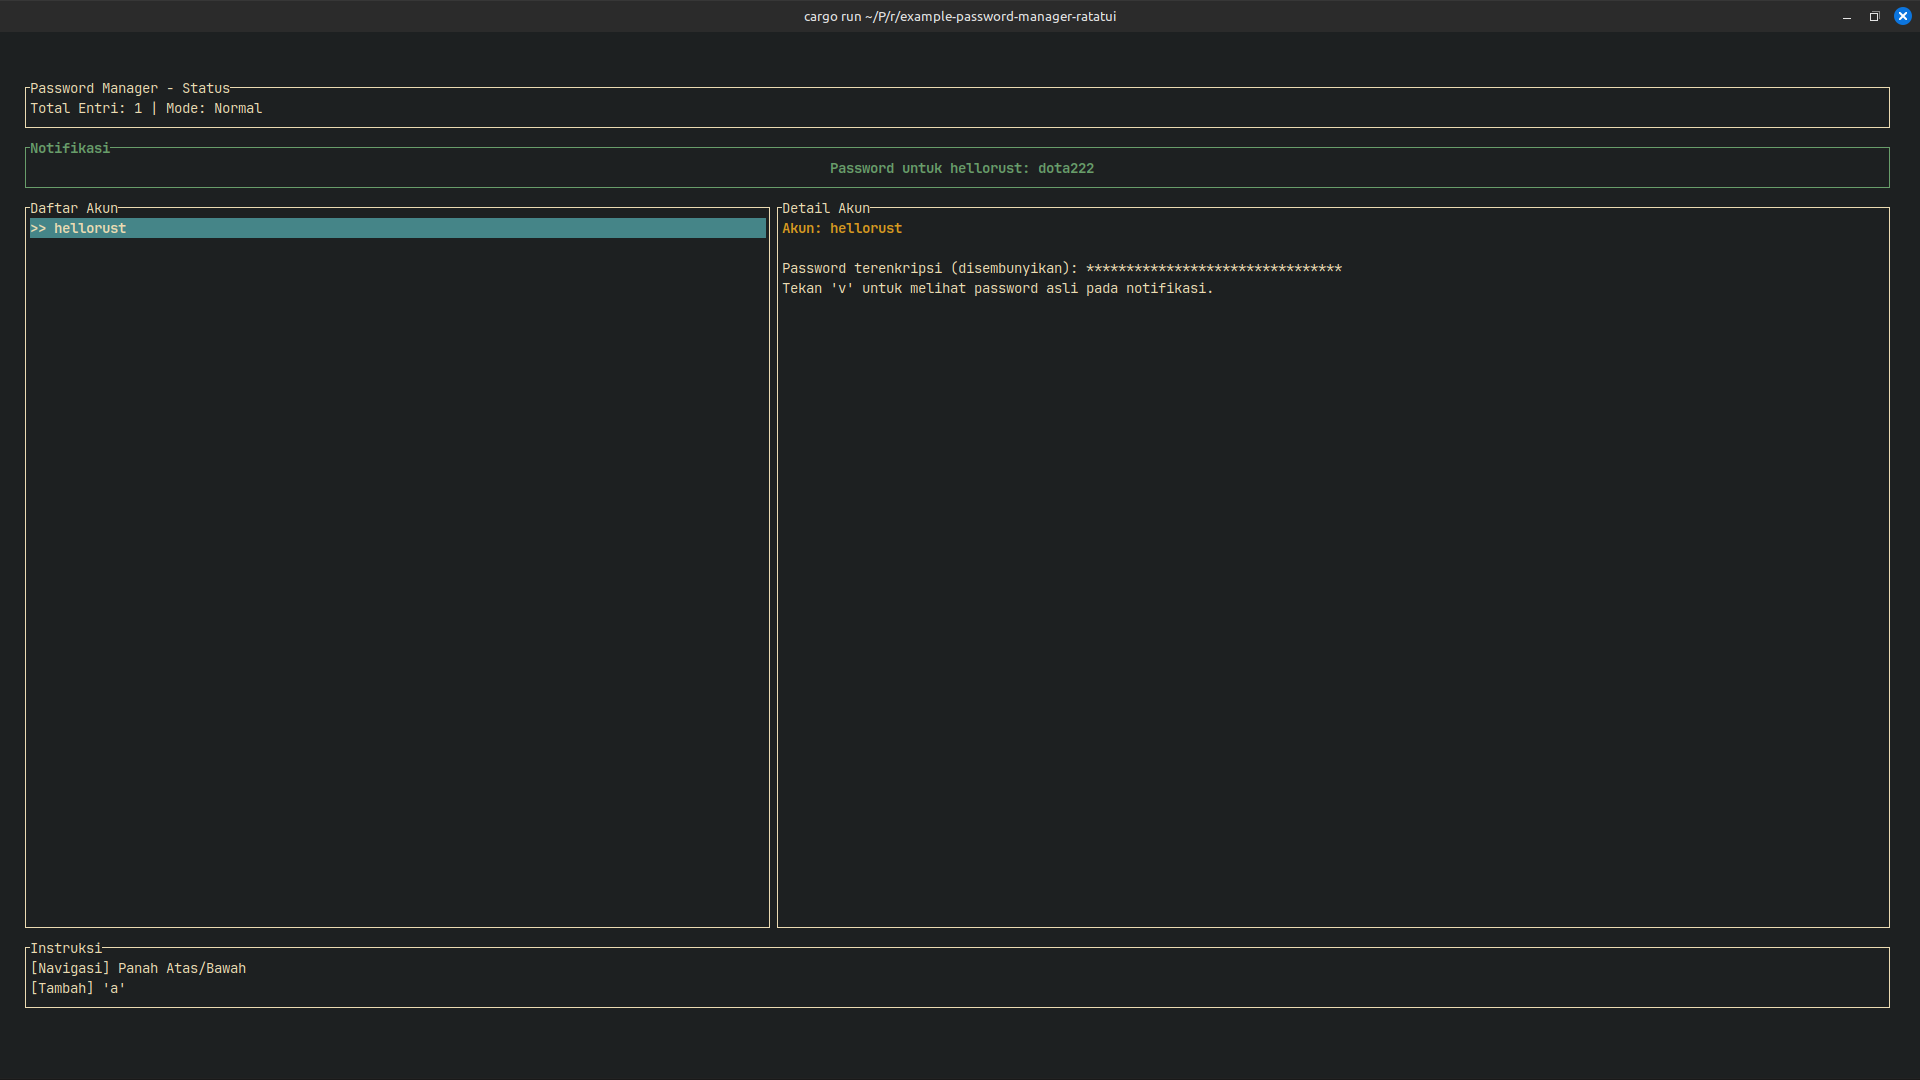 cargo run ~/P/r/example-password-manager-ratatui
Password Manager - Status
Total Entri: 1 | Mode: Normal
Notifikasi
Password untuk hellorust: dota222
Daftar Akun
>> hellorust
Detail Akun
Akun: hellorust
Password terenkripsi (disembunyikan): ********************************
Tekan 'v' untuk melihat password asli pada notifikasi.
Instruksi
[Navigasi] Panah Atas/Bawah
[Tambah] 'a'